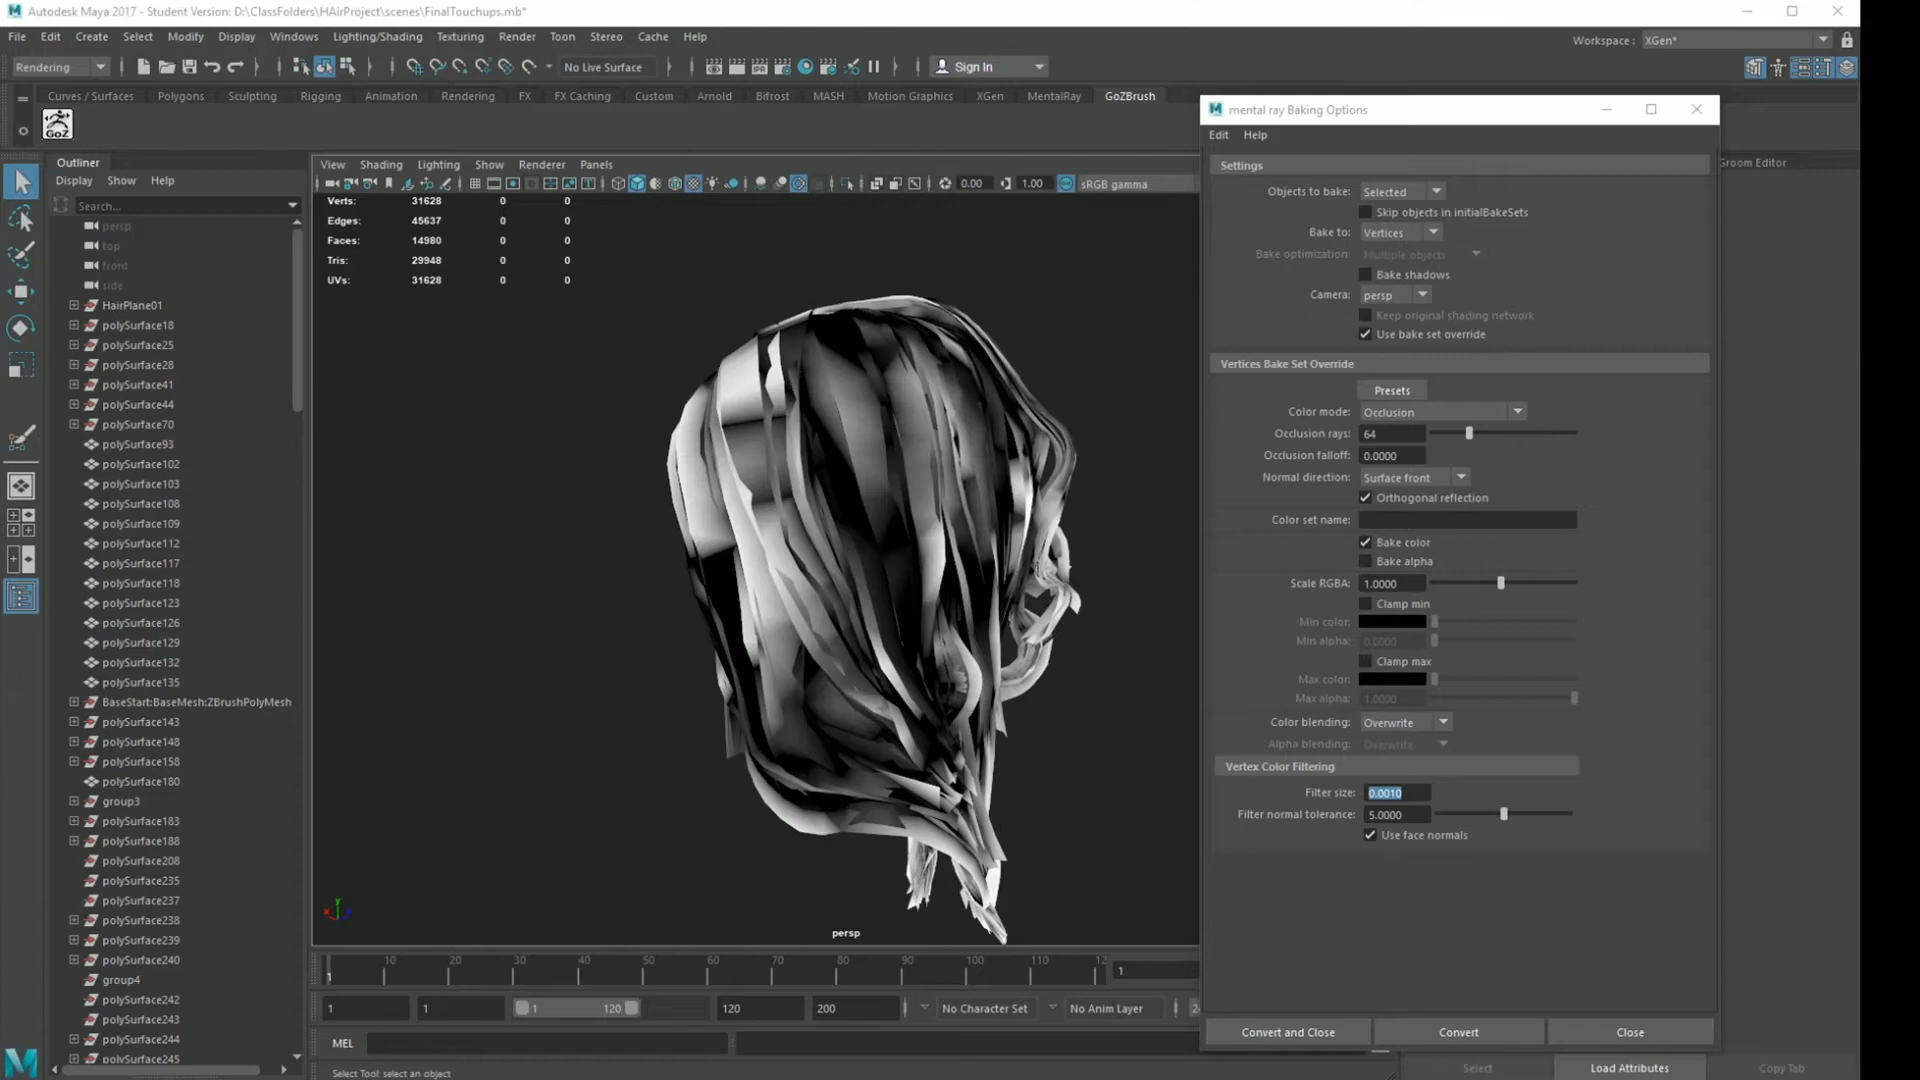 Autodesk Maya 2017 - Student Version: D:\ClassFolders\HAirProject\scenes\FinalTouchups.mb*
File Edit Create Select Modify Display Windows Lighting/Shading Texturing Render Toon Stereo Cache Help
Workspace : XGen*
Rendering
No Live Surface
Sign In
Curves / Surfaces Polygons Sculpting Rigging Animation Rendering FX FX Caching Custom Arnold Bifrost MASH Motion Graphics XGen MentalRay GoZBrush
GoZ
Outliner
Display Show Help
Search...
persp
top
front
side
HairPlane01
polySurface18
polySurface25
polySurface28
polySurface41
polySurface44
polySurface70
polySurface93
polySurface102
polySurface103
polySurface108
polySurface109
polySurface112
polySurface117
polySurface118
polySurface123
polySurface126
polySurface129
polySurface132
polySurface135
BaseStart:BaseMesh:ZBrushPolyMesh
polySurface143
polySurface148
polySurface158
polySurface180
group3
polySurface183
polySurface188
polySurface208
polySurface235
polySurface237
polySurface238
polySurface239
polySurface240
group4
polySurface242
polySurface243
polySurface244
polySurface245
View Shading Lighting Show Renderer Panels
0.00 1.00 sRGB gamma
Verts: 31628 0 0
Edges: 45637 0 0
Faces: 14980 0 0
Tris: 29948 0 0
UVs: 31628 0 0
y
persp
1 10 20 30 40 50 60 70 80 90 100 110 12
1
1 1 1 120 120 200 No Character Set No Anim Layer
MEL
Select Tool: select an object
mental ray Baking Options
Edit Help
Settings
Objects to bake: Selected
Skip objects in initialBakeSets
Bake to: Vertices
Bake optimization: Multiple objects
Bake shadows
Camera: persp
Keep original shading network
Use bake set override
Vertices Bake Set Override
Presets
Color mode: Occlusion
Occlusion rays: 64
Occlusion falloff: 0.0000
Normal direction: Surface front
Orthogonal reflection
Color set name:
Bake color
Bake alpha
Scale RGBA: 1.0000
Clamp min
Min color:
Min alpha: 0.0000
Clamp max
Max color:
Max alpha: 1.0000
Color blending: Overwrite
Alpha blending: Overwrite
Vertex Color Filtering
Filter size: 0.0010
Filter normal tolerance: 5.0000
Use face normals
Convert and Close Convert Close
Groom Editor
Select Load Attributes Copy Tab